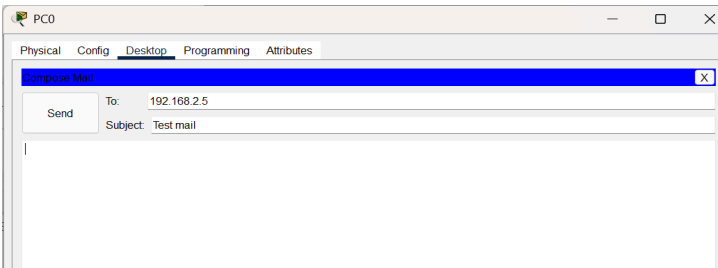 PC0
Physical Config Desktop Programming Attributes
Compose Mail X
Send
To: 192.168.2.5
Subject: Test mail